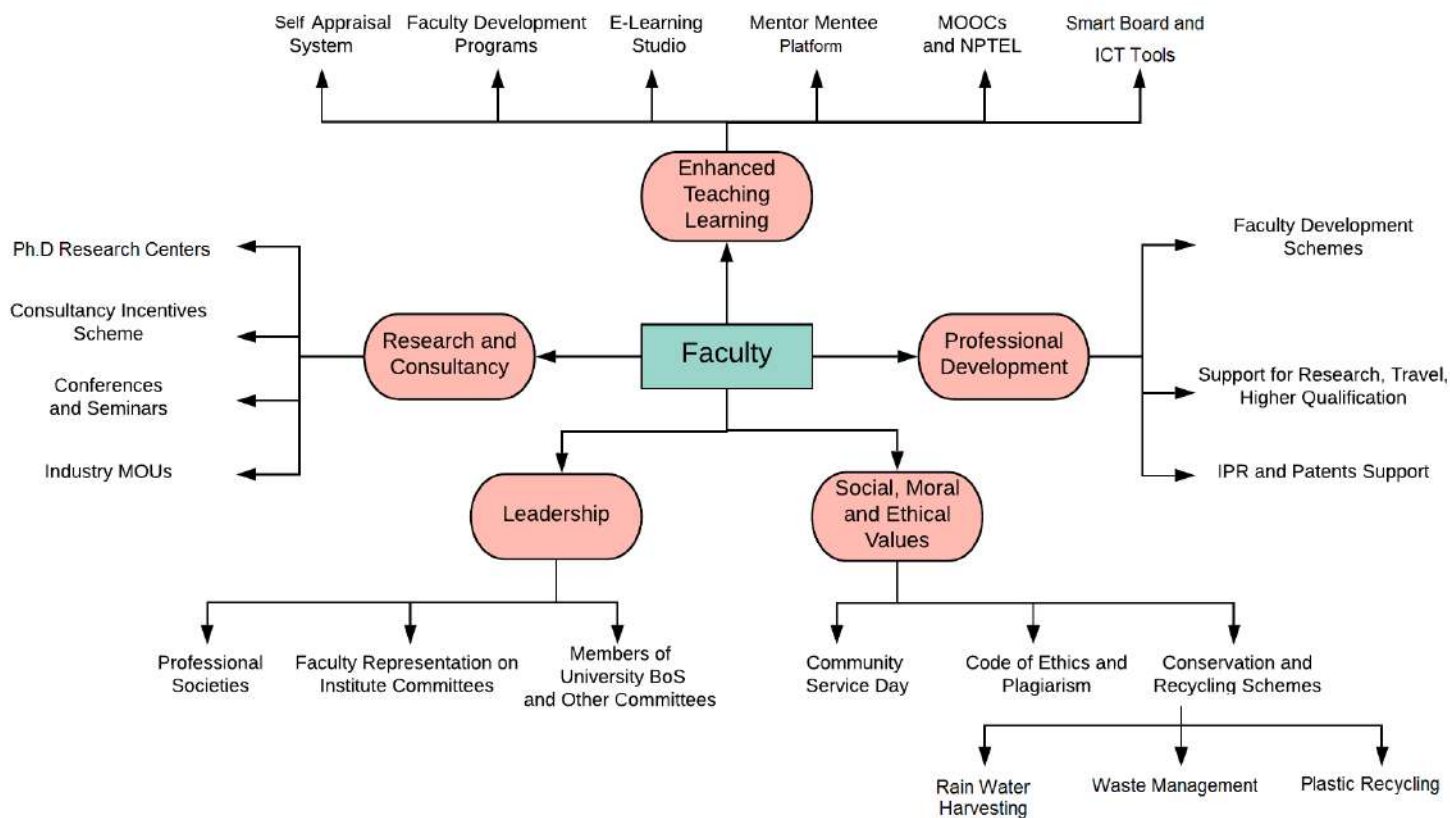 Self Appraisal
System
Faculty Development
Programs
E-Learning
Studio
Mentor Mentee
Platform
MOOCs
and NPTEL
Smart Board and
ICT Tools
Enhanced
Teaching
Learning
Ph.D Research Centers
Consultancy Incentives
Scheme
Conferences
and Seminars
Industry MOUs
Research and
Consultancy
Faculty
Professional
Development
Faculty Development
Schemes
Support for Research, Travel,
Higher Qualification
IPR and Patents Support
Leadership
Social, Moral
and Ethical
Values
Professional
Societies
Faculty Representation on
Institute Committees
Members of
University BoS
and Other Committees
Community
Service Day
Code of Ethics and
Plagiarism
Conservation and
Recycling Schemes
Rain Water
Harvesting
Waste Management
Plastic Recycling